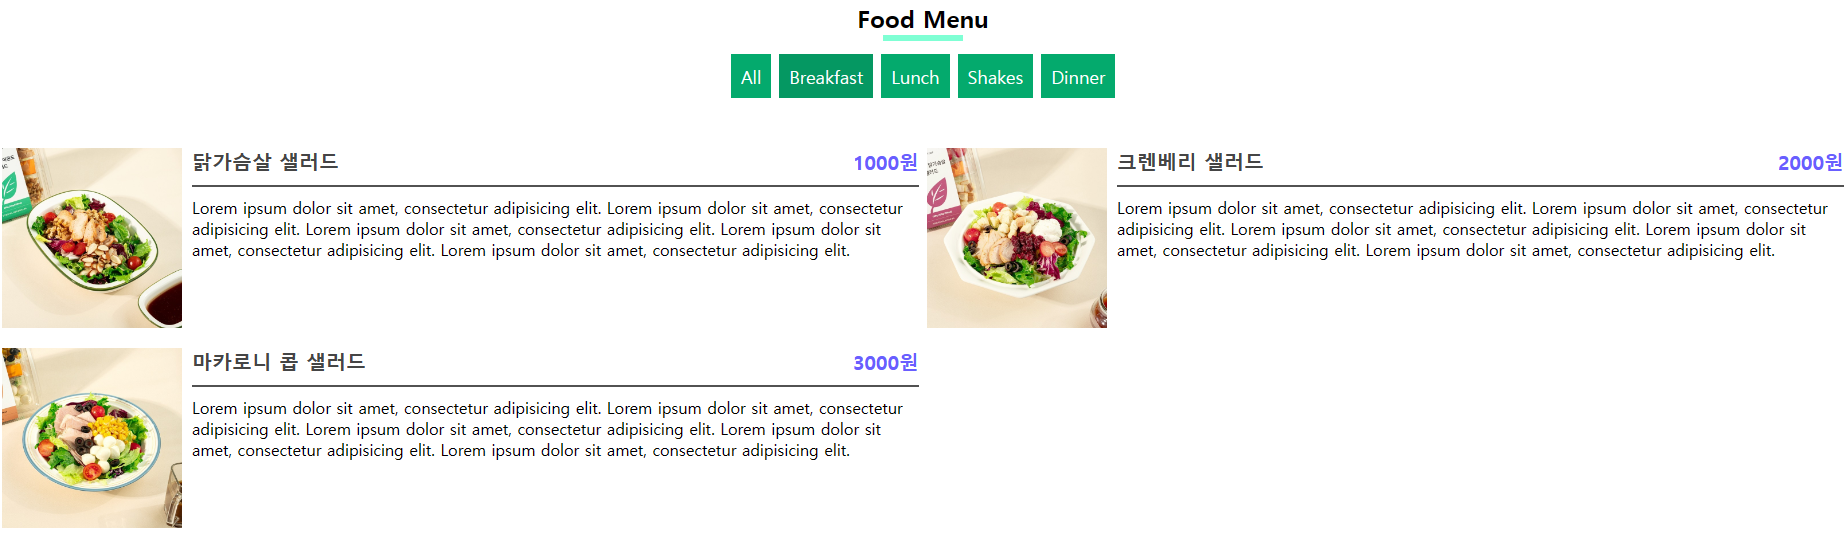 Food Menu
All Breakfast Lunch Shakes Dinner
닭가슴살 샐러드 1000원
Lorem ipsum dolor sit amet, consectetur adipisicing elit. Lorem ipsum dolor sit amet, consectetur
adipisicing elit. Lorem ipsum dolor sit amet, consectetur adipisicing elit. Lorem ipsum dolor sit
amet, consectetur adipisicing elit. Lorem ipsum dolor sit amet, consectetur adipisicing elit.
크렌베리 샐러드 2000원
Lorem ipsum dolor sit amet, consectetur adipisicing elit. Lorem ipsum dolor sit amet, consectetur
adipisicing elit. Lorem ipsum dolor sit amet, consectetur adipisicing elit. Lorem ipsum dolor sit
amet, consectetur adipisicing elit. Lorem ipsum dolor sit amet, consectetur adipisicing elit.
마카로니 콥 샐러드 3000원
Lorem ipsum dolor sit amet, consectetur adipisicing elit. Lorem ipsum dolor sit amet, consectetur
adipisicing elit. Lorem ipsum dolor sit amet, consectetur adipisicing elit. Lorem ipsum dolor sit
amet, consectetur adipisicing elit. Lorem ipsum dolor sit amet, consectetur adipisicing elit.